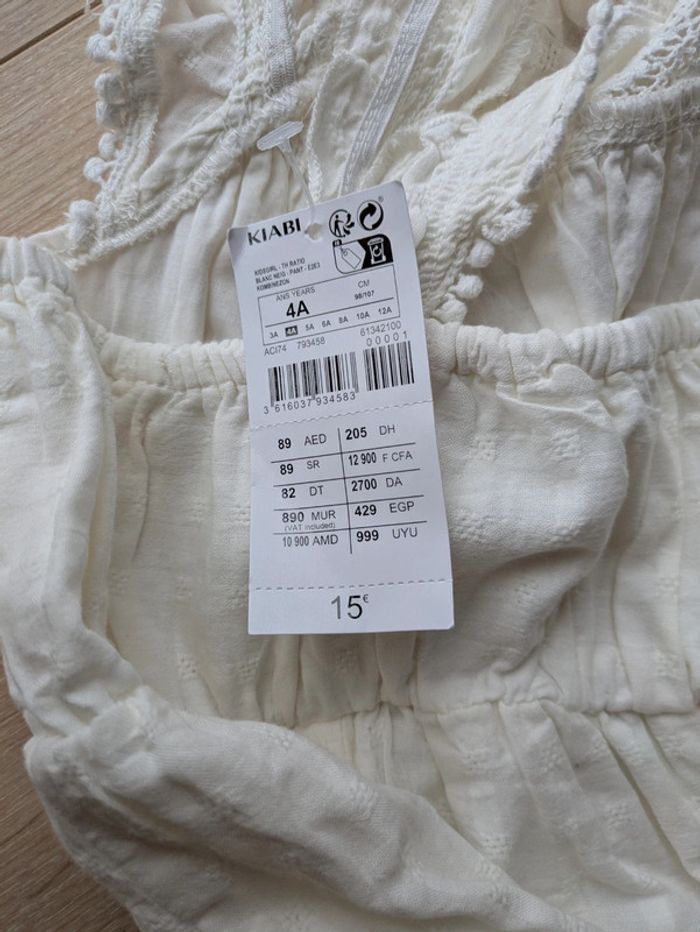 KIABI
KIDSGIRL - TH RATIO
BLANC NEIG - PANT - E2E3
KOMBINEZON
ANS YEARS CM
4A 98/107
3A 4A 5A 6A 8A 10A 12A
ACI74 793458 61342100
00001
3 616037 934583
89 AED 205 DH
89 SR 12 900 F CFA
82 DT 2700 DA
890 MUR 429 EGP
(VAT included)
10 900 AMD 999 UYU
15€